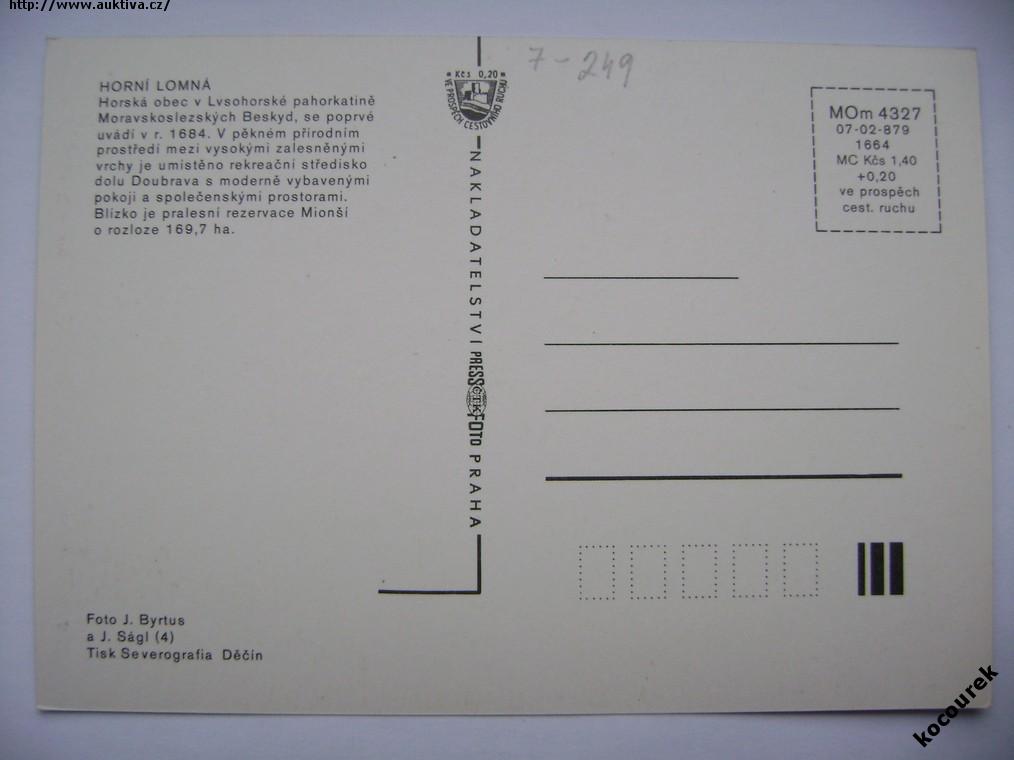 http://www.auktiva.cz/
HORNÍ LOMNÁ
Horská obec v Lvsohorské pahorkatině
Moravskoslezských Beskyd, se poprvé
uvádí v r. 1684. V pěkném přírodním
prostředí mezi vysokými zalesněnými
vrchy je umístěno rekreační středisko
dolu Doubrava s moderně vybavenými
pokoji a společenskými prostorami.
Blízko je pralesní rezervace Mionší
o rozloze 169,7 ha.
Foto J. Byrtus
a J. Ságl (4)
Tisk Severografia Děčín
Kčs 0,20
VE PROSPĚCH CESTOVNÍHO RUCHU
NAKLADATELSTVÍ PRESSFOTO PRAHA
ČTK
7-249
MOm 4327
07-02-879
1664
MC Kčs 1,40
+0,20
ve prospěch
cest. ruchu
kocourek